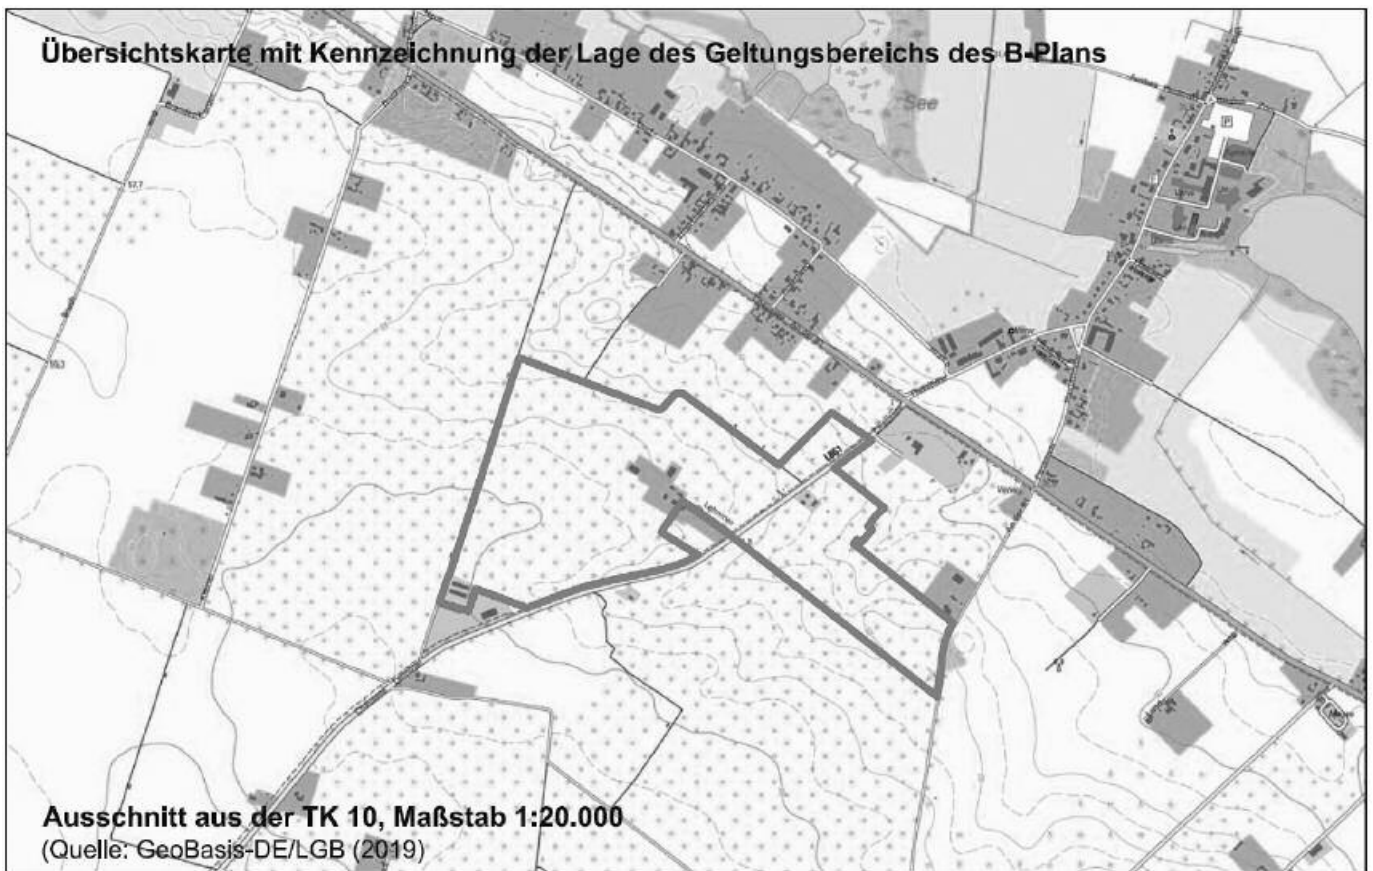 Übersichtskarte mit Kennzeichnung der Lage des Geltungsbereichs des B-Plans
See
P
Ausschnitt aus der TK 10, Maßstab 1:20.000
(Quelle: GeoBasis-DE/LGB (2019)